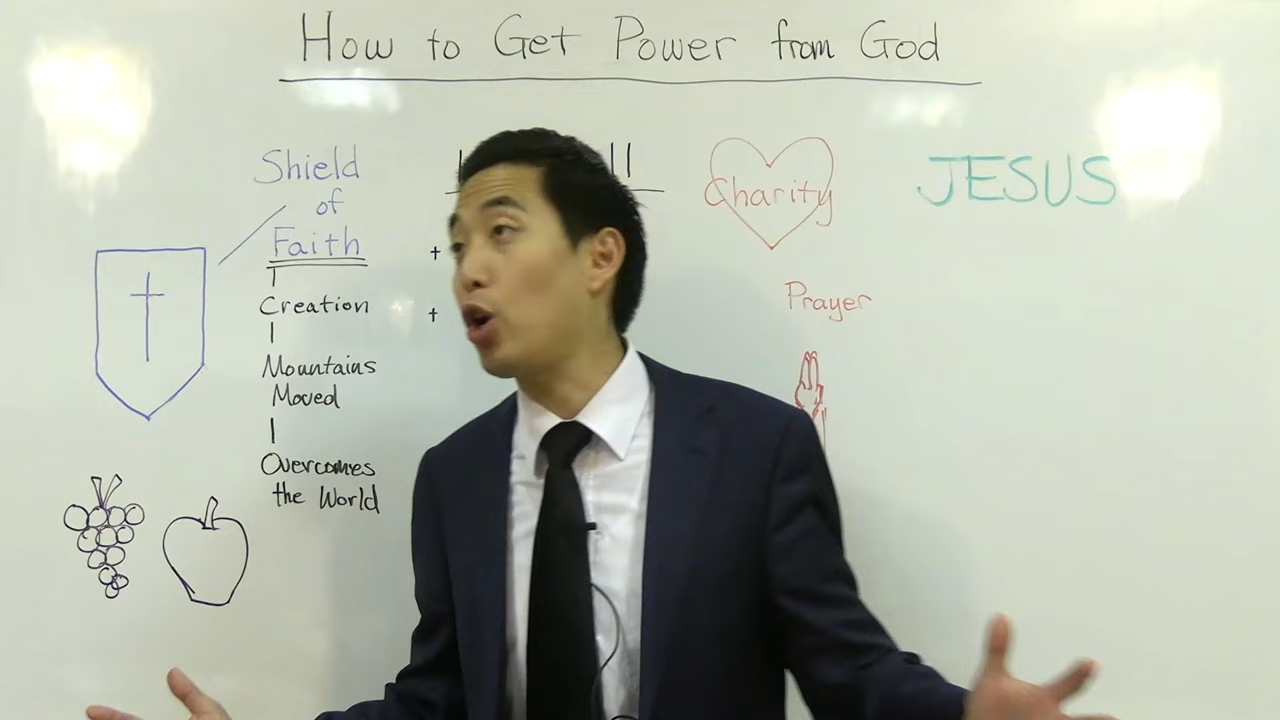 How to Get Power from God
Shield
of
Faith
Creation
Mountains
Moved
Overcomes
the World
+
+
Charity
Prayer
JESUS